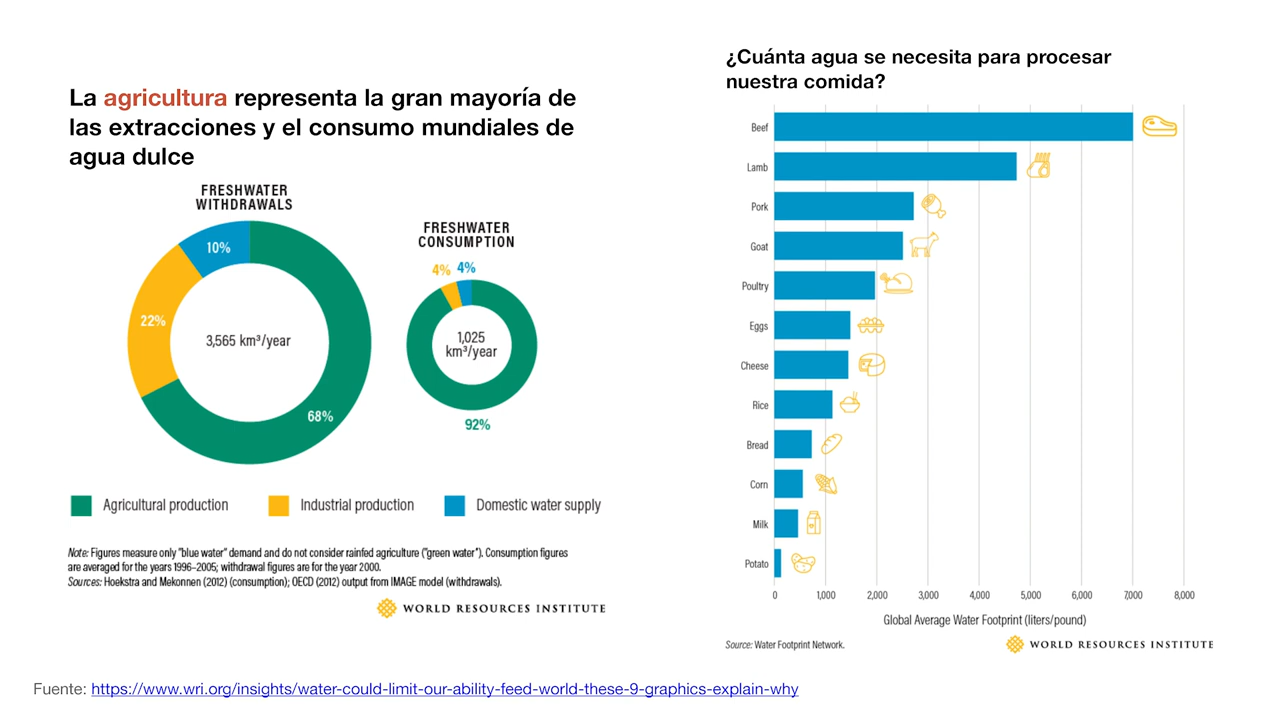 La agricultura representa la gran mayoría de
las extracciones y el consumo mundiales de
agua dulce
FRESHWATER
WITHDRAWALS
10%
22%
3,565 km³/year
68%
FRESHWATER
CONSUMPTION
4% 4%
1,025
km³/year
92%
Agricultural production
Industrial production
Domestic water supply
Note: Figures measure only "blue water" demand and do not consider rainfed agriculture ("green water"). Consumption figures
are averaged for the years 1996–2005; withdrawal figures are for the year 2000.
Sources: Hoekstra and Mekonnen (2012) (consumption); OECD (2012) output from IMAGE model (withdrawals).
WORLD RESOURCES INSTITUTE
¿Cuánta agua se necesita para procesar
nuestra comida?
Beef
Lamb
Pork
Goat
Poultry
Eggs
Cheese
Rice
Bread
Corn
Milk
Potato
0 1,000 2,000 3,000 4,000 5,000 6,000 7,000 8,000
Global Average Water Footprint (liters/pound)
Source: Water Footprint Network.
WORLD RESOURCES INSTITUTE
Fuente: https://www.wri.org/insights/water-could-limit-our-ability-feed-world-these-9-graphics-explain-why